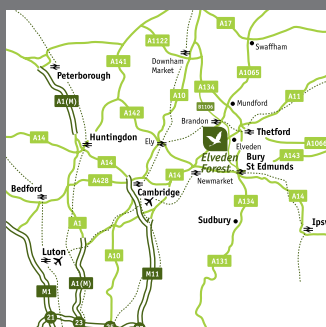 A17
A1122
Swaffham
Downham
Market
A141
A1065
Peterborough
A134
A10
A11
A1(M)
B1106
Mundford
A142
Brandon
Thetford
A14
Huntingdon
Ely
Elveden
A1066
Elveden
Forest
Bury
St Edmunds
A143
A14
A14
A428
Newmarket
Bedford
Cambridge
A134
A14
A1
Sudbury
Ips
Luton
A10
A131
M11
A1(M)
M1
21
23